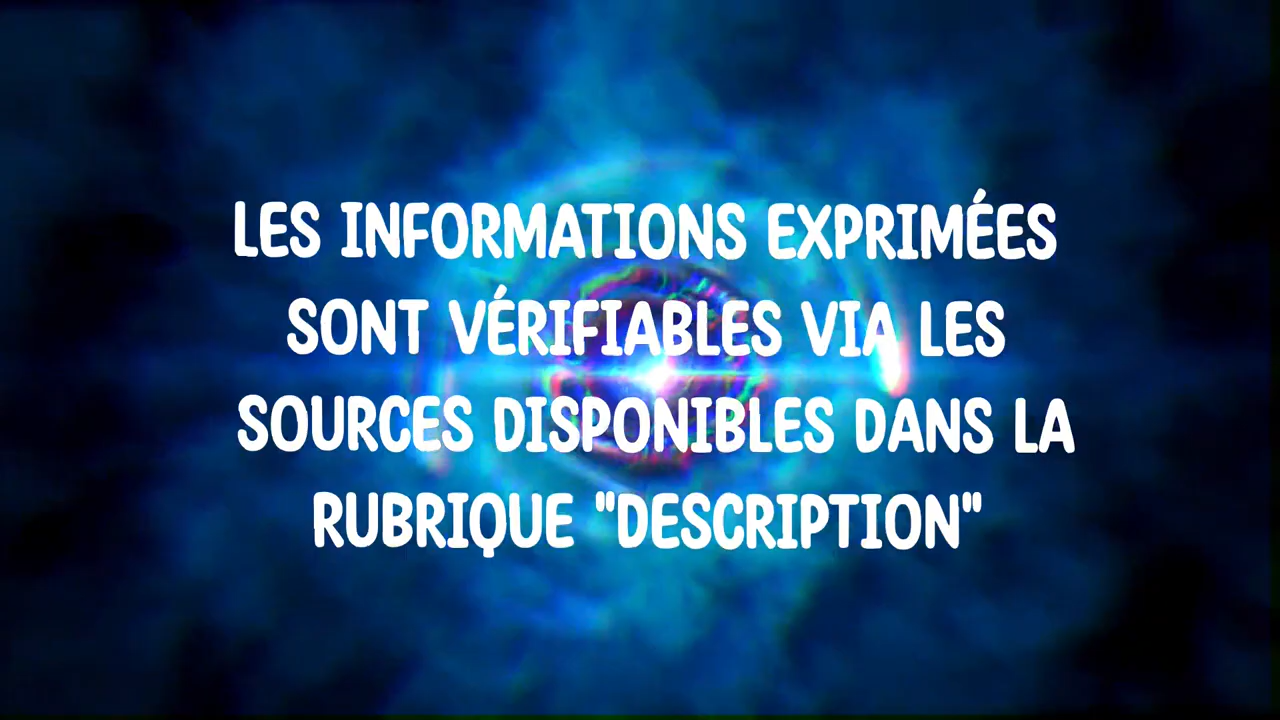 LES INFORMATIONS EXPRIMÉES
SONT VÉRIFIABLES VIA LES
SOURCES DISPONIBLES DANS LA
RUBRIQUE "DESCRIPTION"